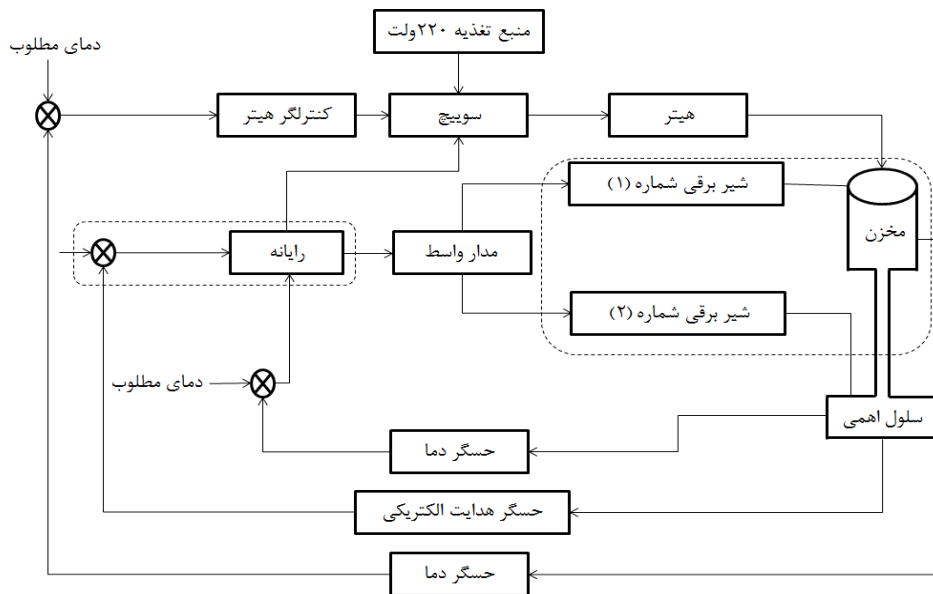 منبع تغذیه ۲۲۰ولت
دمای مطلوب
کنترلگر هیتر
سوییچ
هیتر
شیر برقی شماره (۱)
مخزن
رایانه
مدار واسط
شیر برقی شماره (۲)
دمای مطلوب
سلول اهمی
حسگر دما
حسگر هدایت الکتریکی
حسگر دما